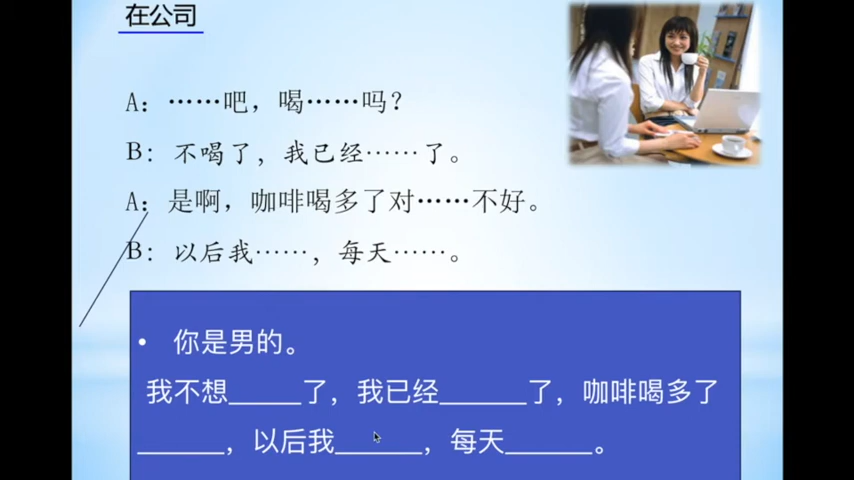 在公司
A：……吧，喝……吗？
B：不喝了，我已经……了。
A：是啊，咖啡喝多了对……不好。
B：以后我……，每天……。
• 你是男的。
我不想_____了，我已经______了，咖啡喝多了
______，以后我______，每天______。